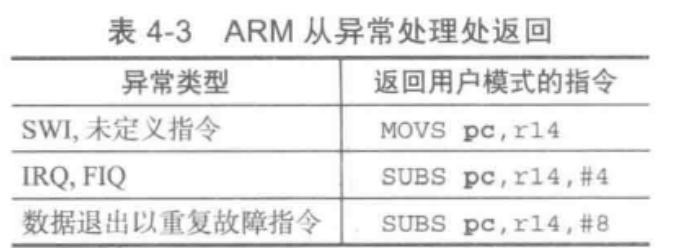 表 4-3 ARM 从异常处理处返回
异常类型 返回用户模式的指令
SWI, 未定义指令 MOVS pc,r14
IRQ, FIQ SUBS pc,r14,#4
数据退出以重复故障指令 SUBS pc,r14,#8